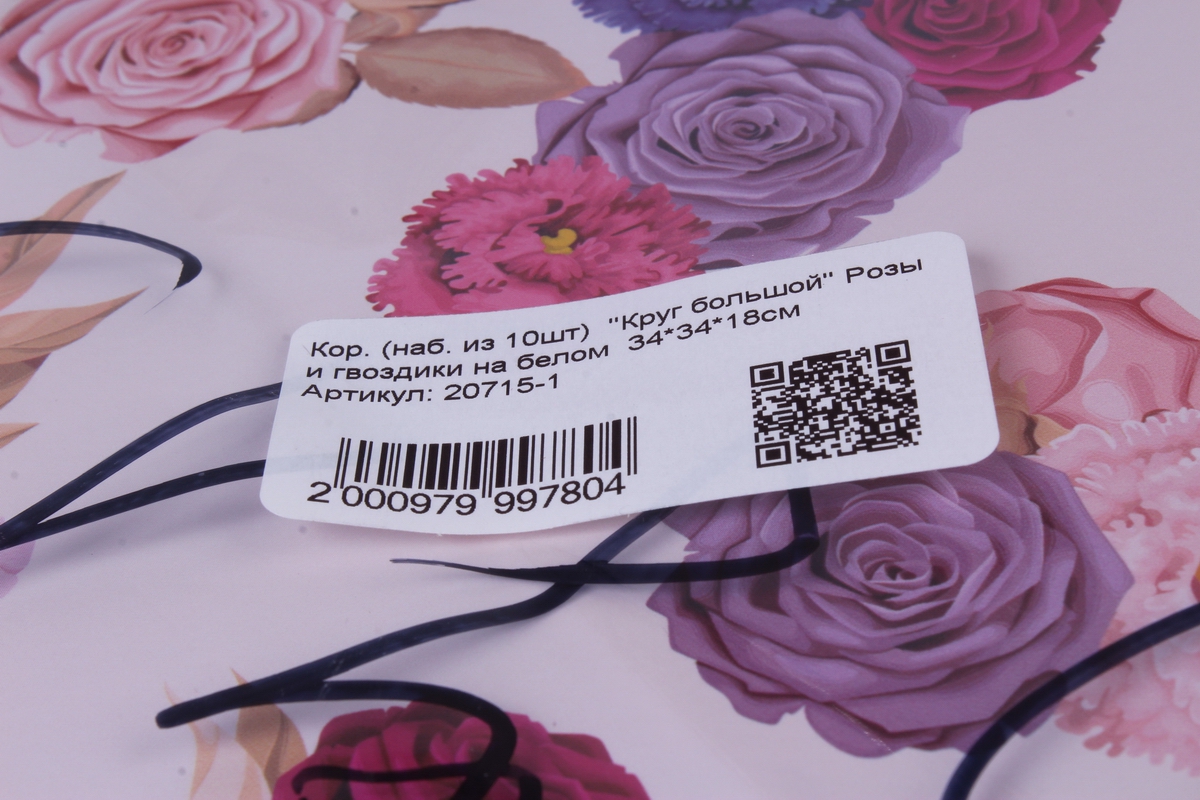 Кор. (наб. из 10шт) "Круг большой" Розы
и гвоздики на белом 34*34*18см
Артикул: 20715-1
2 000979 997804